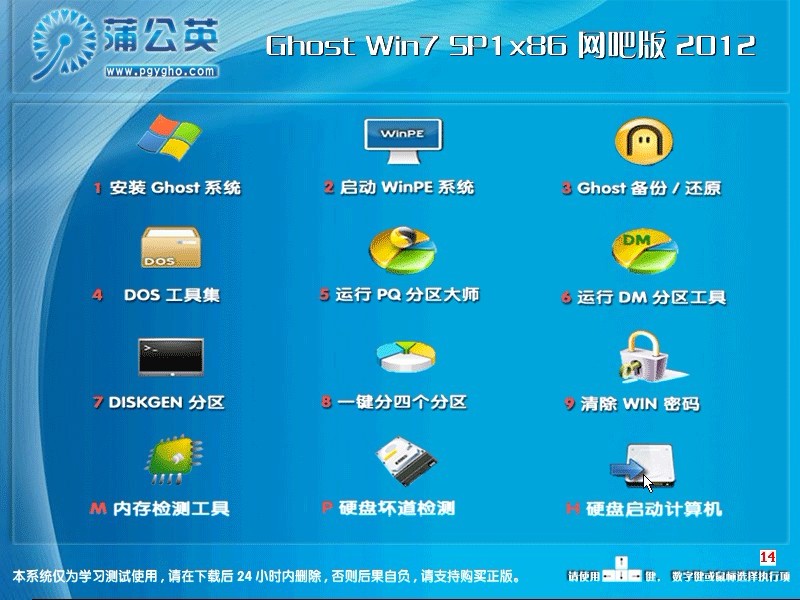 蒲公英
www.pgygho.com
Ghost Win7 SP1x86 网吧版 2012
WinPE
1 安装 Ghost 系统
2 启动 WinPE 系统
3 Ghost 备份 / 还原
DOS
DM
4 DOS 工具集
5 运行 PQ 分区大师
6 运行 DM 分区工具
>_
7 DISKGEN 分区
8 一键分四个分区
9 清除 WIN 密码
M 内存检测工具
P 硬盘坏道检测
H 硬盘启动计算机
14
本系统仅为学习测试使用，请在下载后 24 小时内删除，否则后果自负，请支持购买正版。
请使用 健， 数字健或鼠标选择执行项